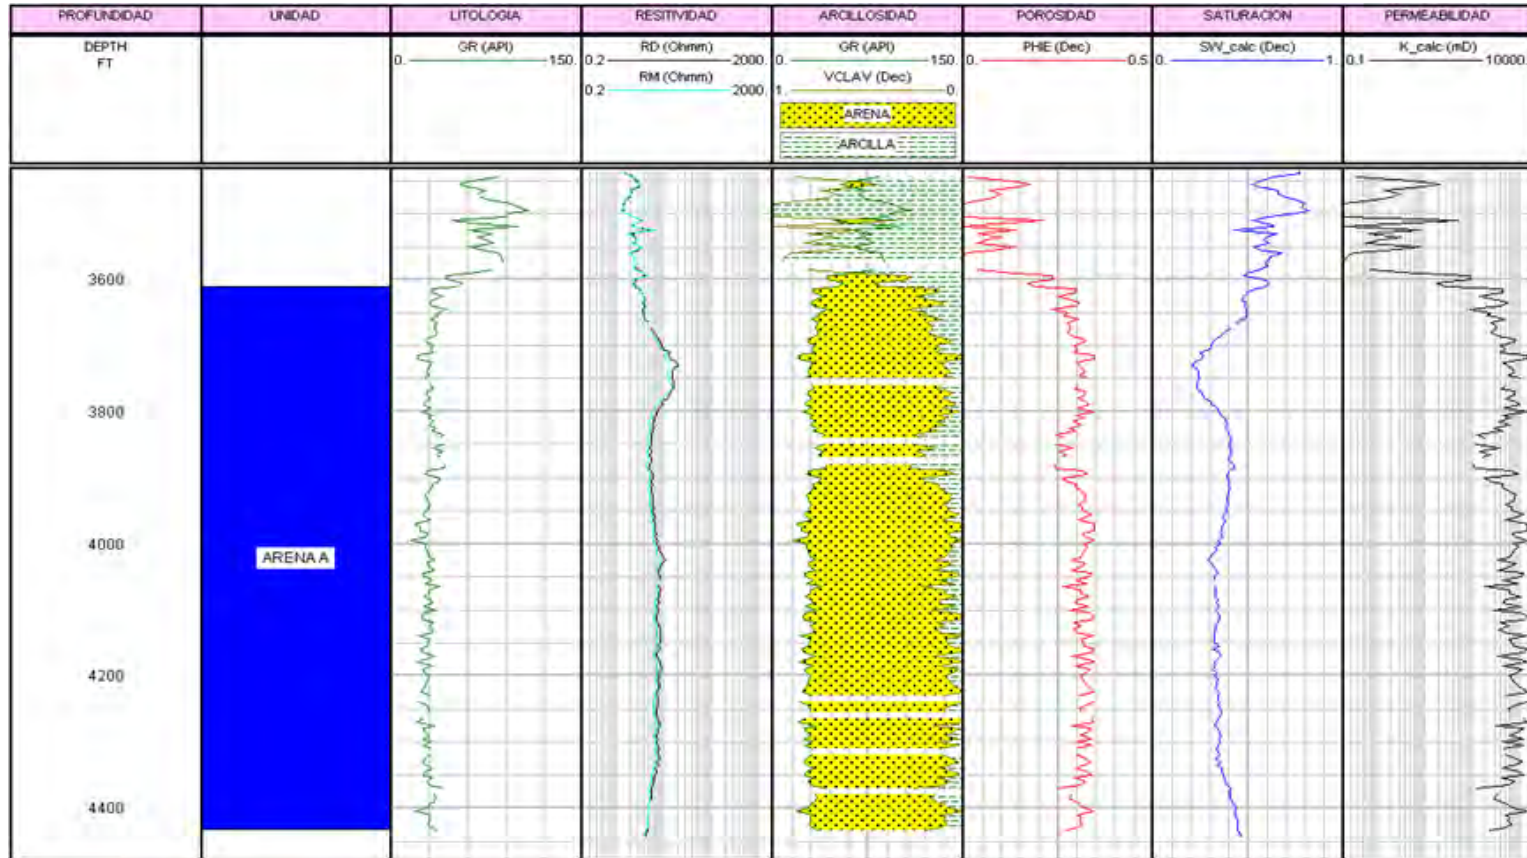 PROFUNDIDAD UNIDAD LITOLOGIA RESITIVIDAD ARCILLOSIDAD POROSIDAD SATURACION PERMEABILIDAD
DEPTH GR (API) RD (Ohmm) GR (API) PHIE (Dec) SW_calc (Dec) K_calc (mD)
FT 0. 150. 0.2 2000. 0. 150. 0. 0.5 0. 1. 0.1 10000.
RM (Ohmm) VCLAV (Dec)
0.2 2000. 1. 0.
ARENA
ARCILLA
3600
3800
4000
ARENA A
4200
4400